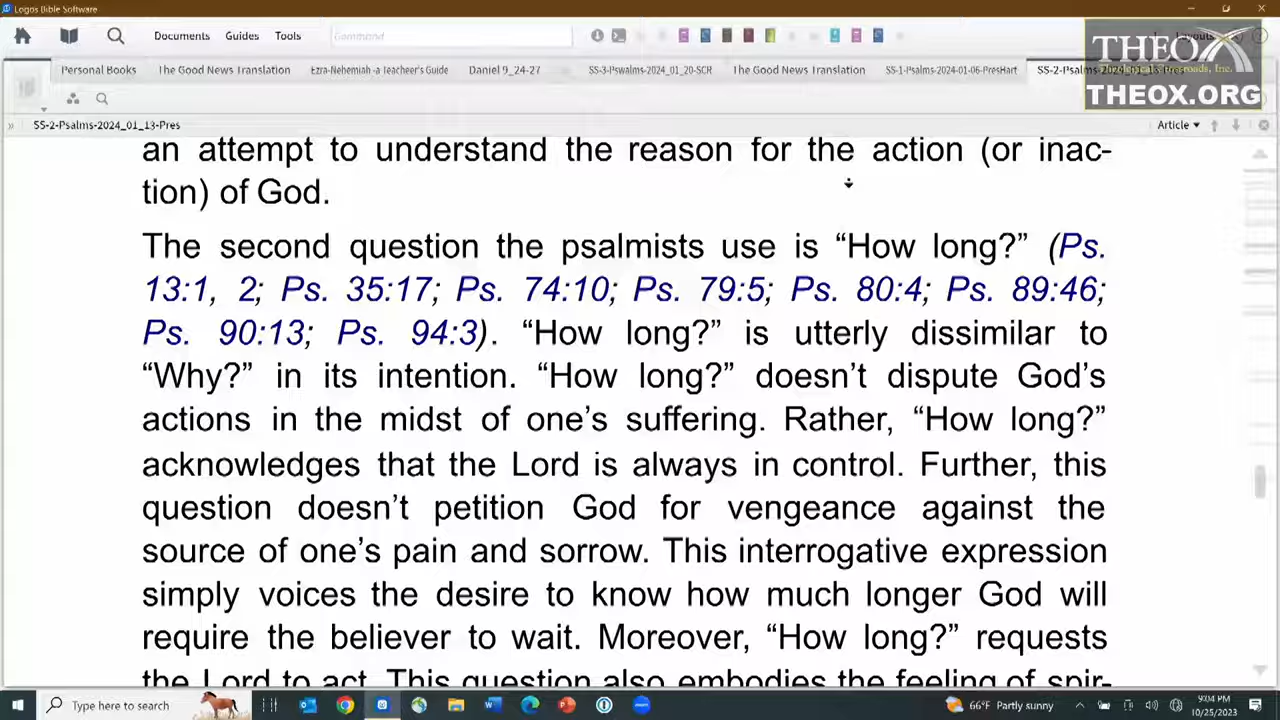 Logos Bible Software
Documents Guides Tools Command
THEOX
Theological Crossroads, Inc.
THEOX.ORG
Personal Books The Good News Translation Daniel 9_24-27 SS-3-Pswalms-2024_01_20-SCR The Good News Translation SS-1-Psalms-2024-01-06-PresHart
SS-2-Psalms-2024_01_13-Pres Article
an attempt to understand the reason for the action (or inac-
tion) of God.
The second question the psalmists use is “How long?” (Ps.
13:1, 2; Ps. 35:17; Ps. 74:10; Ps. 79:5; Ps. 80:4; Ps. 89:46;
Ps. 90:13; Ps. 94:3). “How long?” is utterly dissimilar to
“Why?” in its intention. “How long?” doesn’t dispute God’s
actions in the midst of one’s suffering. Rather, “How long?”
acknowledges that the Lord is always in control. Further, this
question doesn’t petition God for vengeance against the
source of one’s pain and sorrow. This interrogative expression
simply voices the desire to know how much longer God will
require the believer to wait. Moreover, “How long?” requests
the Lord to act. This question also embodies the feeling of spir-
Type here to search 66°F Partly sunny 9:04 PM
10/25/2023